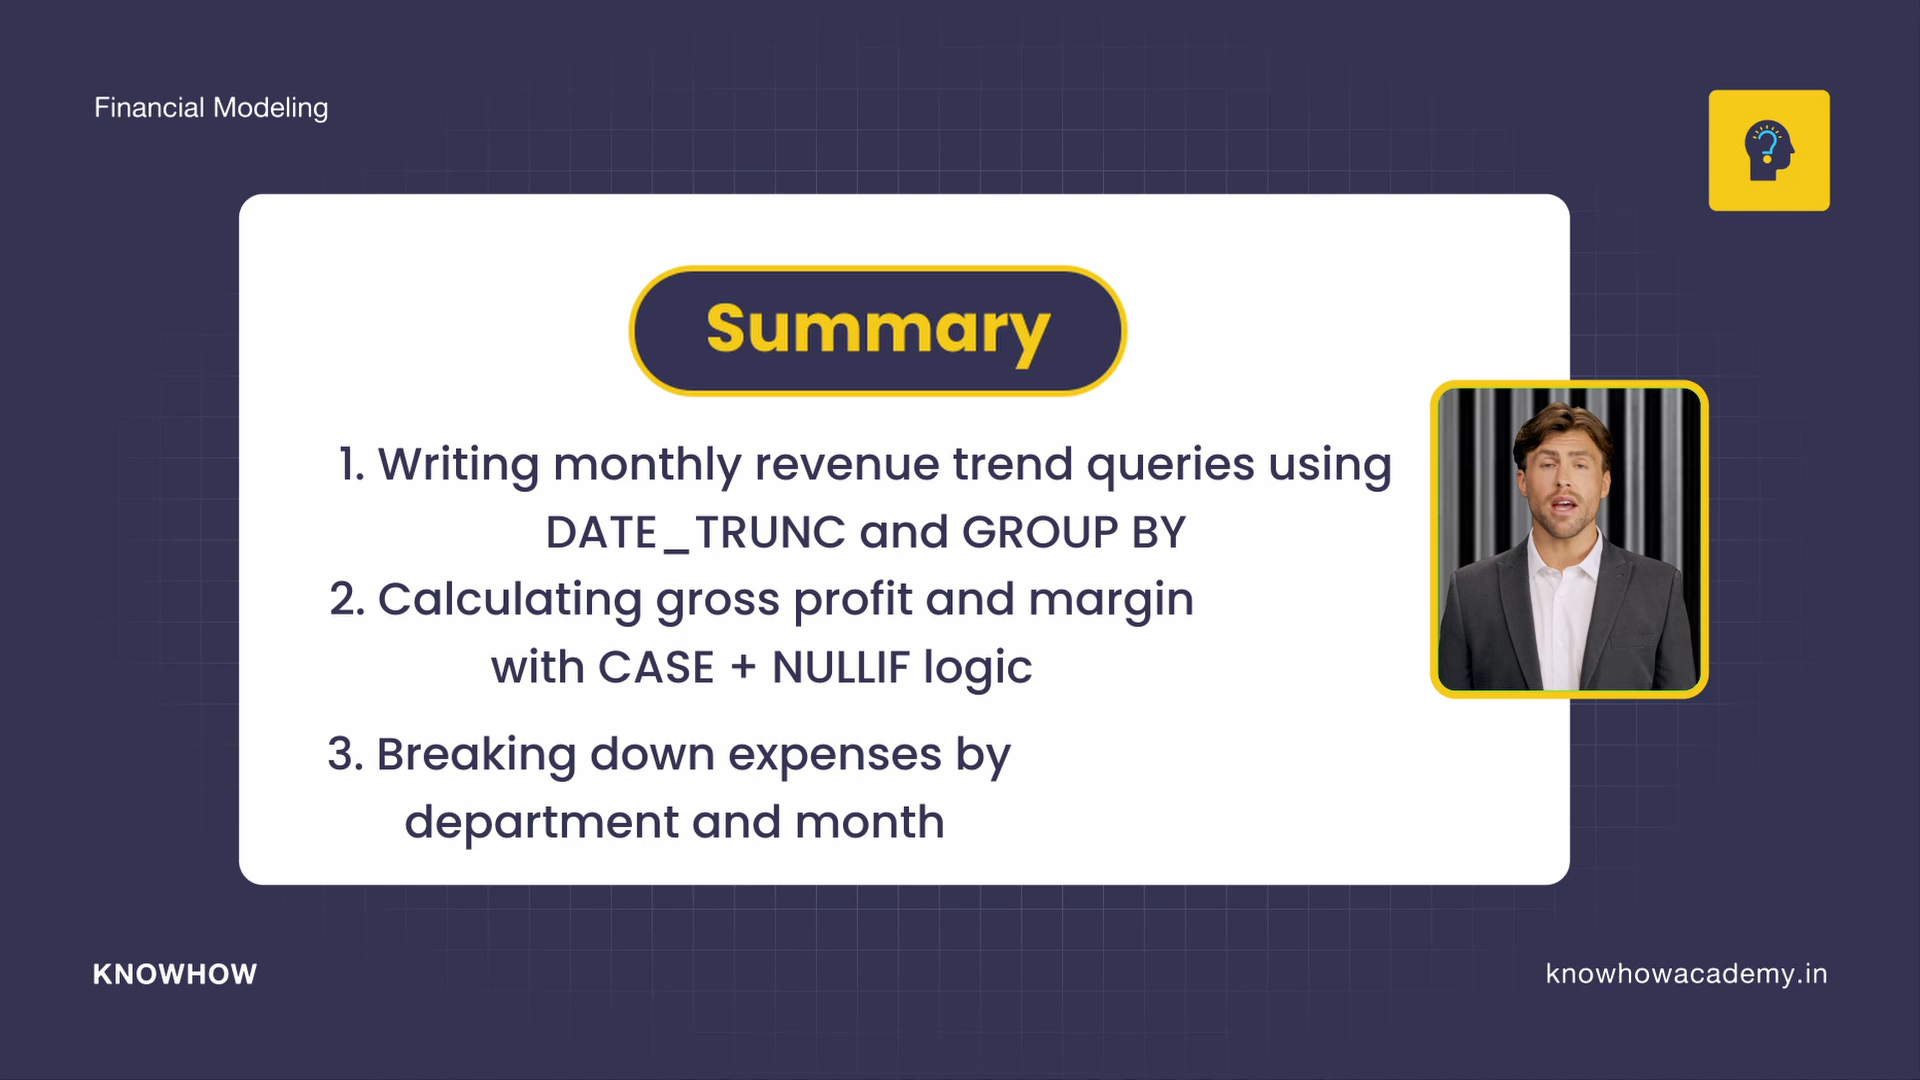 Financial Modeling
Summary
1. Writing monthly revenue trend queries using
DATE_TRUNC and GROUP BY
2. Calculating gross profit and margin
with CASE + NULLIF logic
3. Breaking down expenses by
department and month
KNOWHOW
knowhowacademy.in